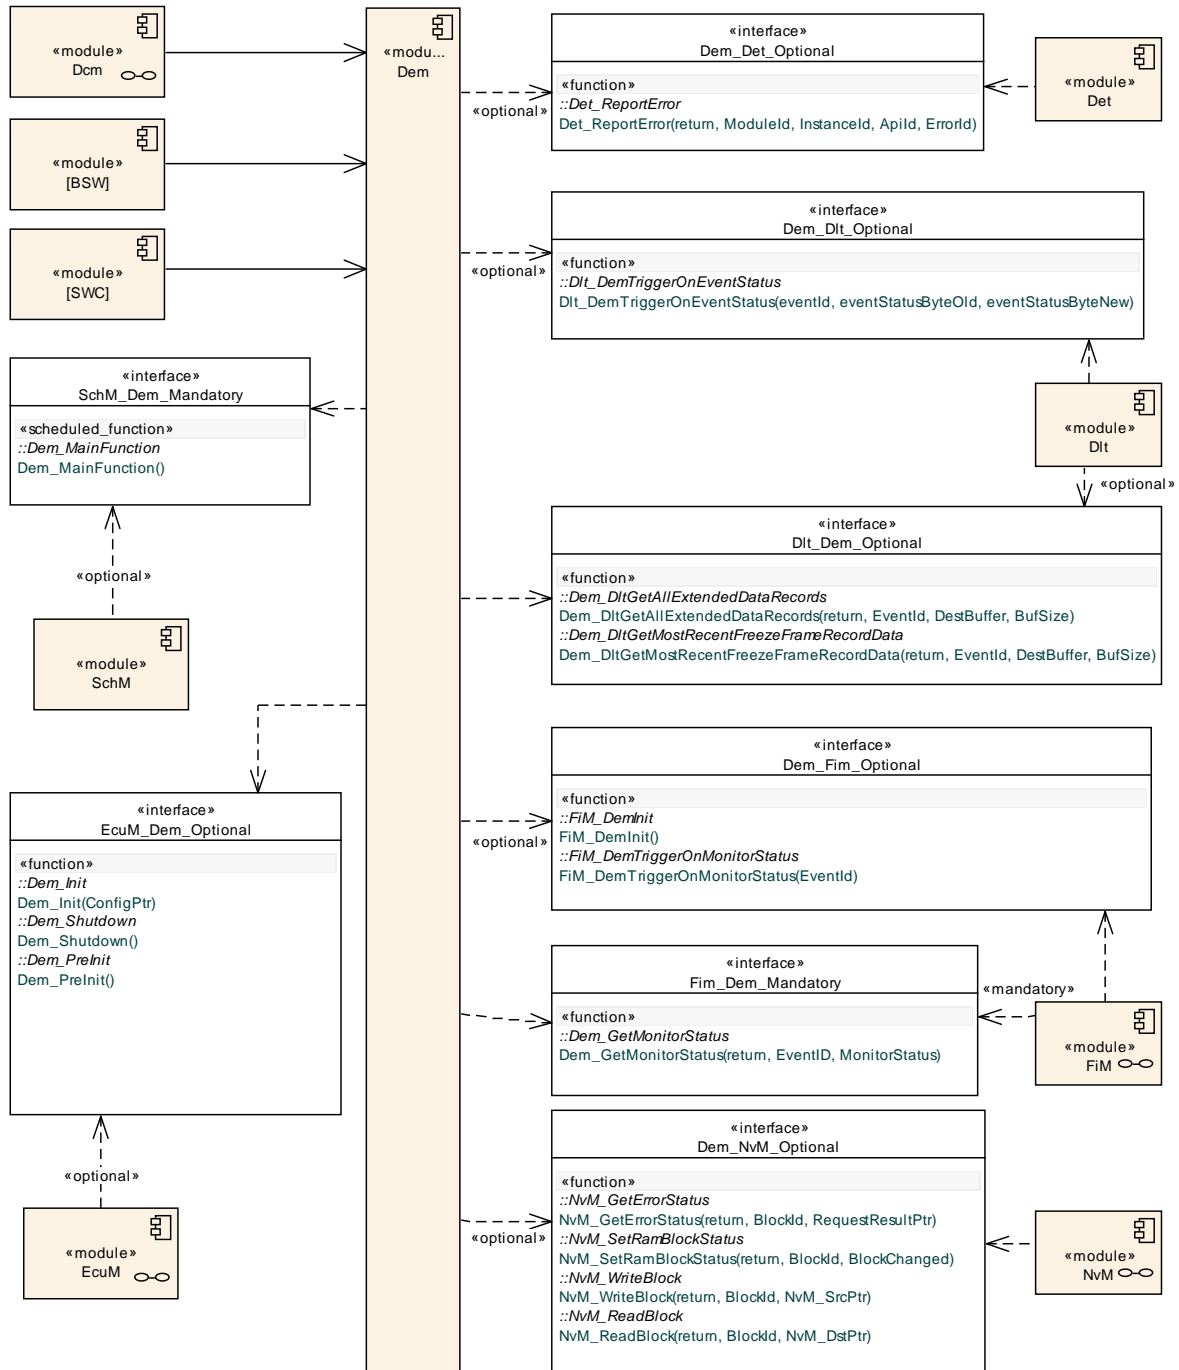 «module»
Dcm
«module»
[BSW]
«module»
[SWC]
«interface»
SchM_Dem_Mandatory
«scheduled_function»
::Dem_MainFunction
Dem_MainFunction()
«optional»
«module»
SchM
«interface»
EcuM_Dem_Optional
«function»
::Dem_Init
Dem_Init(ConfigPtr)
::Dem_Shutdown
Dem_Shutdown()
::Dem_PreInit
Dem_PreInit()
«optional»
«module»
EcuM
«modu...
Dem
«optional»
«interface»
Dem_Det_Optional
«function»
::Det_ReportError
Det_ReportError(return, ModuleId, InstanceId, ApiId, ErrorId)
«module»
Det
«optional»
«interface»
Dem_Dlt_Optional
«function»
::Dlt_DemTriggerOnEventStatus
Dlt_DemTriggerOnEventStatus(eventId, eventStatusByteOld, eventStatusByteNew)
«module»
Dlt
«optional»
«interface»
Dlt_Dem_Optional
«function»
::Dem_DltGetAllExtendedDataRecords
Dem_DltGetAllExtendedDataRecords(return, EventId, DestBuffer, BufSize)
::Dem_DltGetMostRecentFreezeFrameRecordData
Dem_DltGetMostRecentFreezeFrameRecordData(return, EventId, DestBuffer, BufSize)
«optional»
«interface»
Dem_Fim_Optional
«function»
::FiM_DemInit
FiM_DemInit()
::FiM_DemTriggerOnMonitorStatus
FiM_DemTriggerOnMonitorStatus(EventId)
«interface»
Fim_Dem_Mandatory
«function»
::Dem_GetMonitorStatus
Dem_GetMonitorStatus(return, EventID, MonitorStatus)
«mandatory»
«module»
FiM
«optional»
«interface»
Dem_NvM_Optional
«function»
::NvM_GetErrorStatus
NvM_GetErrorStatus(return, BlockId, RequestResultPtr)
::NvM_SetRamBlockStatus
NvM_SetRamBlockStatus(return, BlockId, BlockChanged)
::NvM_WriteBlock
NvM_WriteBlock(return, BlockId, NvM_SrcPtr)
::NvM_ReadBlock
NvM_ReadBlock(return, BlockId, NvM_DstPtr)
«module»
NvM